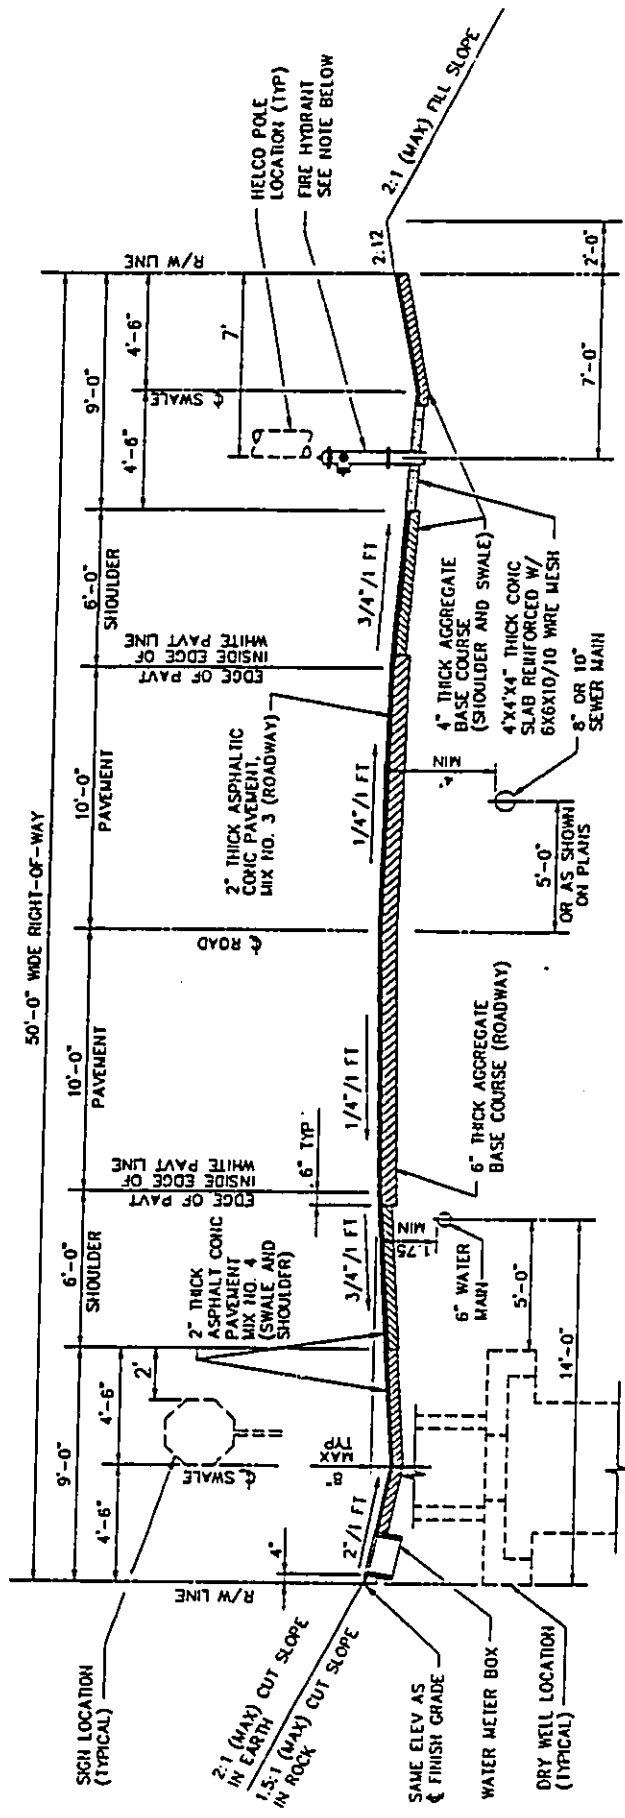 50'-0" WIDE RIGHT-OF-WAY
9'-0"
6'-0"
SHOULDER
10'-0"
PAVEMENT
10'-0"
PAVEMENT
6'-0"
SHOULDER
9'-0"
4'-6"
4'-6"
2'
4'-6"
4'-6"
7'
R/W LINE
℄ SWALE
EDGE OF PAVT
INSIDE EDGE OF
WHITE PAVT LINE
℄ ROAD
EDGE OF PAVT
INSIDE EDGE OF
WHITE PAVT LINE
℄ SWALE
R/W LINE
SIGN LOCATION
(TYPICAL)
2" THICK
ASPHALT CONC
PAVEMENT
MIX NO. 4
(SWALE AND
SHOULDER)
6" TYP
2" THICK ASPHALTIC
CONC PAVEMENT,
MIX NO. 3 (ROADWAY)
HELCO POLE
LOCATION (TYP)
FIRE HYDRANT
SEE NOTE BELOW
4"
2"/1 FT
8"
MAX
TYP
3/4"/1 FT
1/4"/1 FT
1/4"/1 FT
3/4"/1 FT
2:12
2:1 (MAX) FILL SLOPE
2:1 (MAX) CUT SLOPE
IN EARTH
1.5:1 (MAX) CUT SLOPE
IN ROCK
SAME ELEV AS
℄ FINISH GRADE
WATER METER BOX
DRY WELL LOCATION
(TYPICAL)
1.75
MIN
6" WATER
MAIN
5'-0"
14'-0"
6" THICK AGGREGATE
BASE COURSE (ROADWAY)
4'
MIN
5'-0"
OR AS SHOWN
ON PLANS
8" OR 10"
SEWER MAIN
4" THICK AGGREGATE
BASE COURSE
(SHOULDER AND SWALE)
4'X4'X4" THICK CONC
SLAB REINFORCED W/
6X6X10/10 WIRE MESH
7'-0"
2'-0"